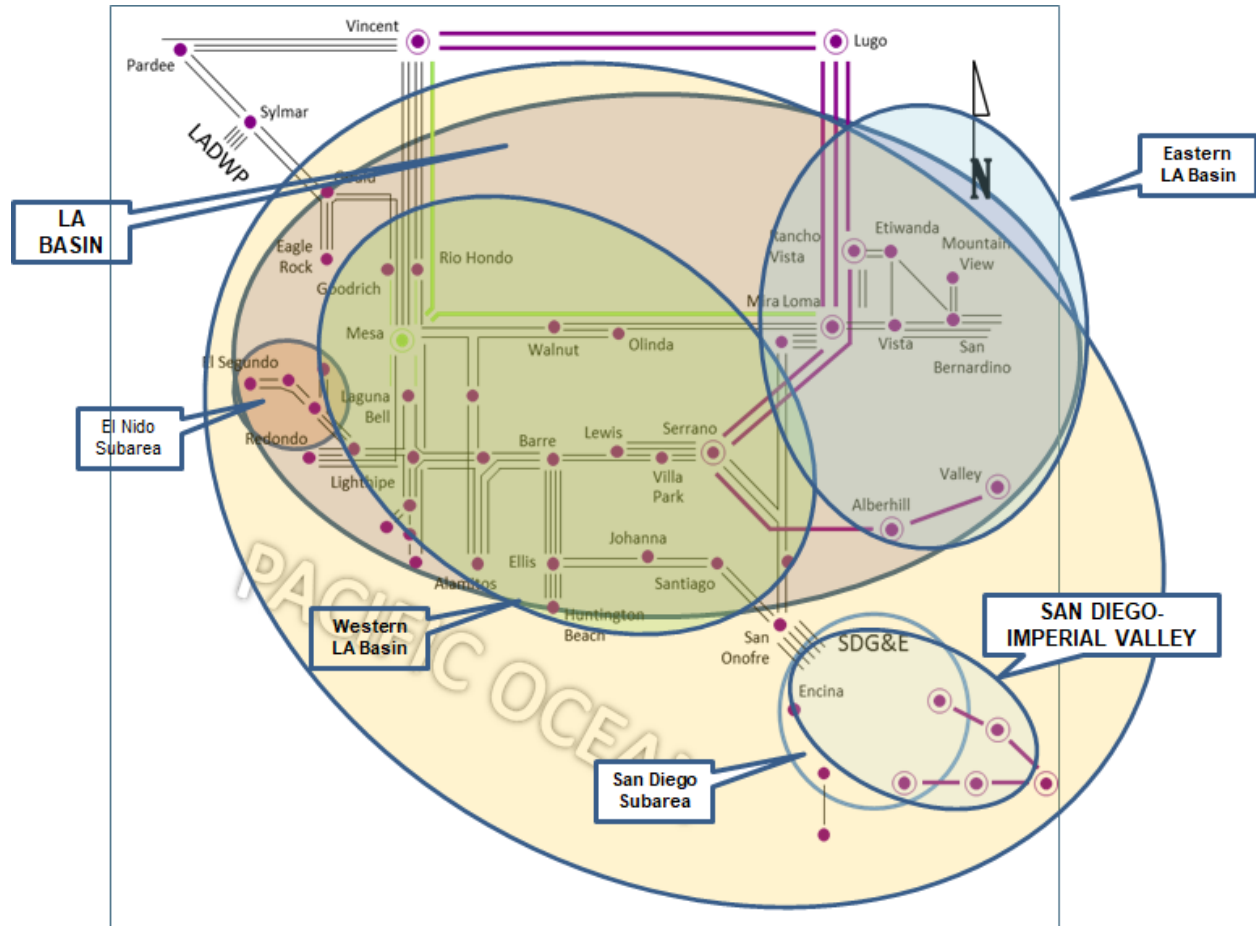 Vincent
Lugo
Pardee
Sylmar
LADWP
N
Eastern
LA Basin
LA
BASIN
Gould
Eagle
Rock
Goodrich
Rio Hondo
Rancho
Vista
Etiwanda
Mountain
View
Mira Loma
Mesa
Walnut
Olinda
Vista
San
Bernardino
El Segundo
El Nido
Subarea
Laguna
Bell
Redondo
Lighthipe
Barre
Lewis
Serrano
Villa
Park
Valley
Alberhill
Johanna
Ellis
Santiago
Alamitos
Huntington
Beach
PACIFIC OCEAN
Western
LA Basin
San
Onofre
SDG&E
SAN DIEGO-
IMPERIAL VALLEY
Encina
San Diego
Subarea